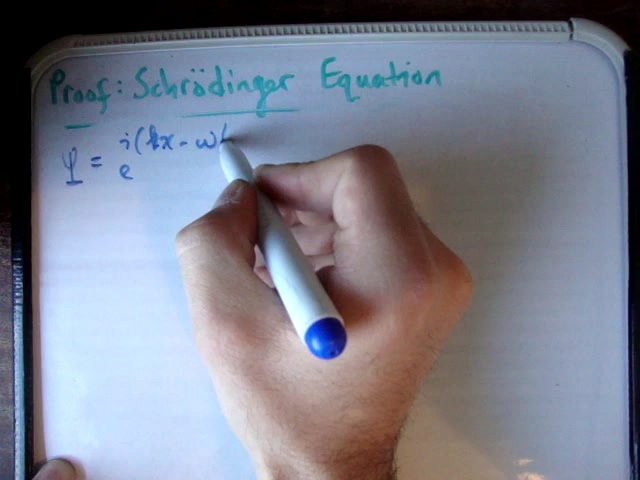 Proof: Schrödinger Equation
Ψ = e^i(kx - ωt